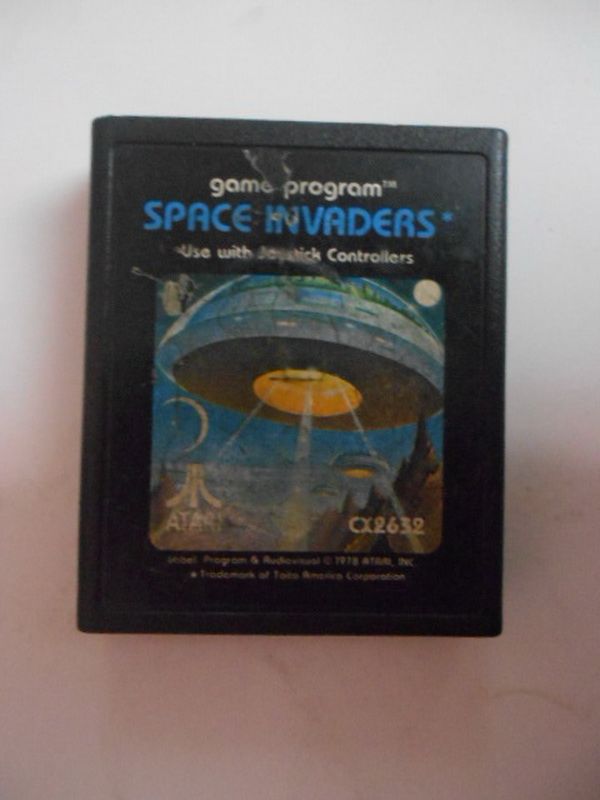 game program™
SPACE INVADERS*
Use with Joystick Controllers
ATARI
CX2632
Label, Program & Audiovisual © 1978 ATARI, INC
* Trademark of Taito America Corporation